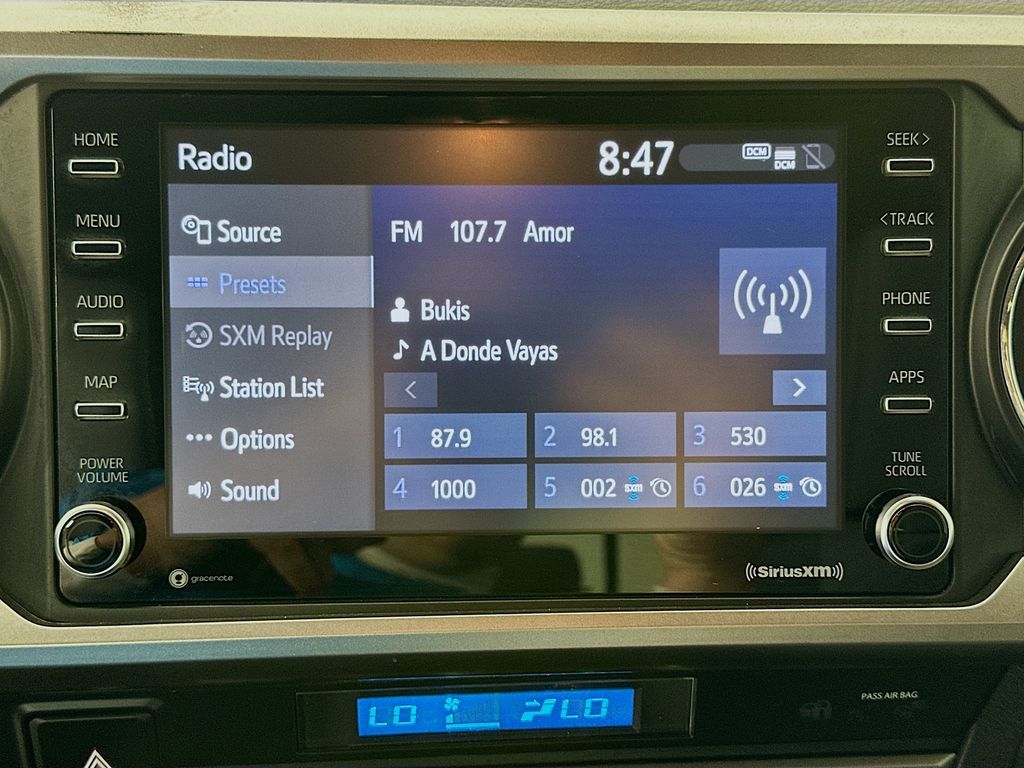 HOME
MENU
AUDIO
MAP
POWER
VOLUME
Radio
8:47
DCM
DCM
Source
Presets
SXM Replay
Station List
Options
Sound
FM 107.7 Amor
Bukis
A Donde Vayas
< >
1 87.9
2 98.1
3 530
4 1000
5 002 sxm
6 026 sxm
SEEK >
< TRACK
PHONE
APPS
TUNE
SCROLL
gracenote
((SiriusXM))
LO LO
PASS AIR BAG